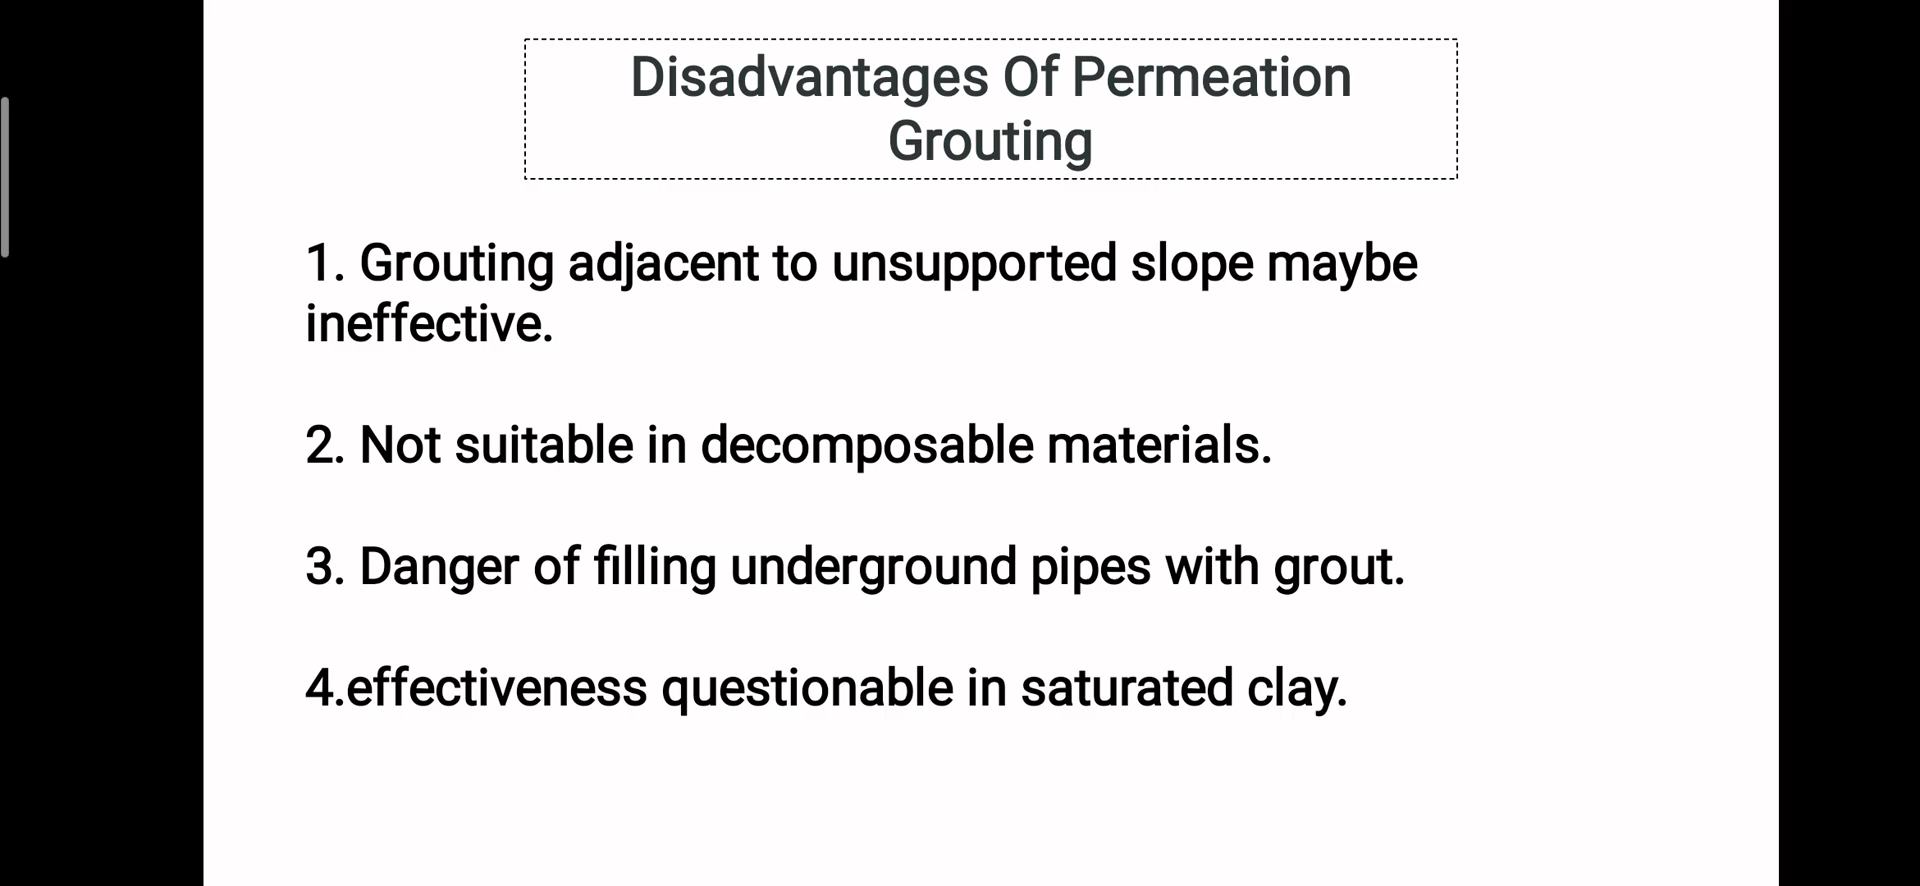 Disadvantages Of Permeation
Grouting
1. Grouting adjacent to unsupported slope maybe
ineffective.
2. Not suitable in decomposable materials.
3. Danger of filling underground pipes with grout.
4.effectiveness questionable in saturated clay.